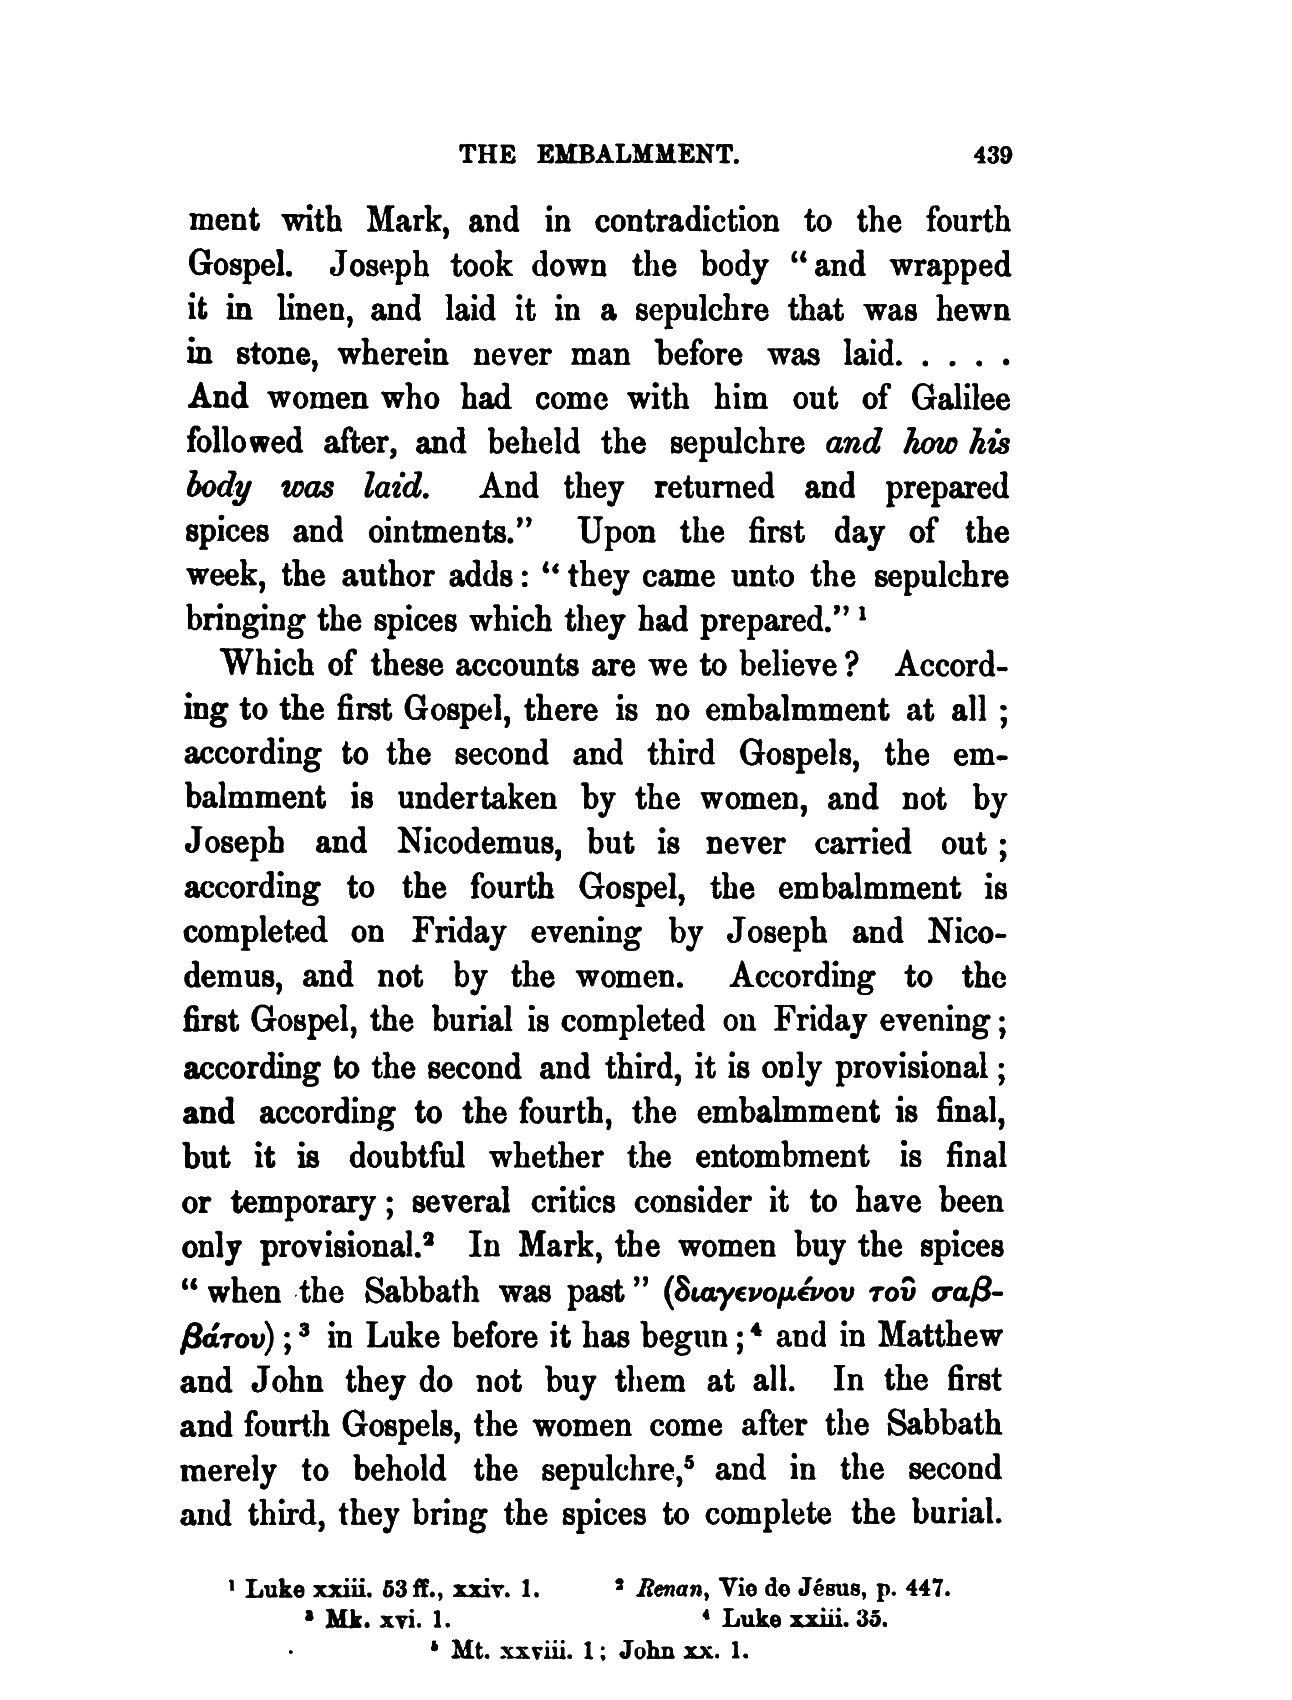 THE EMBALMMENT. 439
ment with Mark, and in contradiction to the fourth
Gospel. Joseph took down the body “and wrapped
it in linen, and laid it in a sepulchre that was hewn
in stone, wherein never man before was laid. . . . .
And women who had come with him out of Galilee
followed after, and beheld the sepulchre and how his
body was laid. And they returned and prepared
spices and ointments.” Upon the first day of the
week, the author adds: “they came unto the sepulchre
bringing the spices which they had prepared.” ¹
Which of these accounts are we to believe? Accord-
ing to the first Gospel, there is no embalmment at all;
according to the second and third Gospels, the em-
balmment is undertaken by the women, and not by
Joseph and Nicodemus, but is never carried out;
according to the fourth Gospel, the embalmment is
completed on Friday evening by Joseph and Nico-
demus, and not by the women. According to the
first Gospel, the burial is completed on Friday evening;
according to the second and third, it is only provisional;
and according to the fourth, the embalmment is final,
but it is doubtful whether the entombment is final
or temporary; several critics consider it to have been
only provisional.² In Mark, the women buy the spices
“when the Sabbath was past” (διαγενομένου τοῦ σαβ-
βάτου);³ in Luke before it has begun;⁴ and in Matthew
and John they do not buy them at all. In the first
and fourth Gospels, the women come after the Sabbath
merely to behold the sepulchre,⁵ and in the second
and third, they bring the spices to complete the burial.
¹ Luke xxiii. 53 ff., xxiv. 1. ² Renan, Vie de Jésus, p. 447.
³ Mk. xvi. 1. ⁴ Luke xxiii. 35.
⁵ Mt. xxviii. 1; John xx. 1.